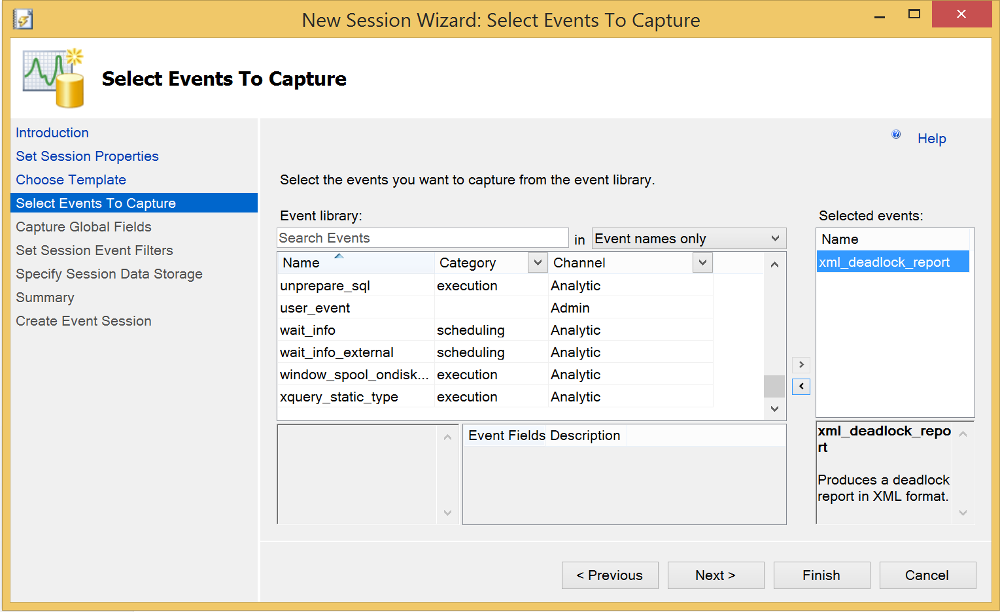 New Session Wizard: Select Events To Capture
Select Events To Capture
Introduction
Set Session Properties
Choose Template
Select Events To Capture
Capture Global Fields
Set Session Event Filters
Specify Session Data Storage
Summary
Create Event Session
Help
Select the events you want to capture from the event library.
Event library:
Search Events in Event names only
Name Category Channel
unprepare_sql execution Analytic
user_event Admin
wait_info scheduling Analytic
wait_info_external scheduling Analytic
window_spool_ondisk... execution Analytic
xquery_static_type execution Analytic
Event Fields Description
Selected events:
Name
xml_deadlock_report
xml_deadlock_repo
rt
Produces a deadlock
report in XML format.
< Previous Next > Finish Cancel